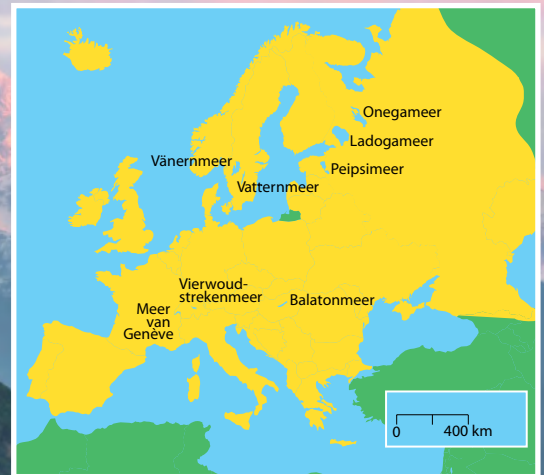 Onegameer
Ladogameer
Vänernmeer
Peipsimeer
Vatternmeer
Vierwoud-
strekenmeer
Balatonmeer
Meer
van
Genève
0 400 km